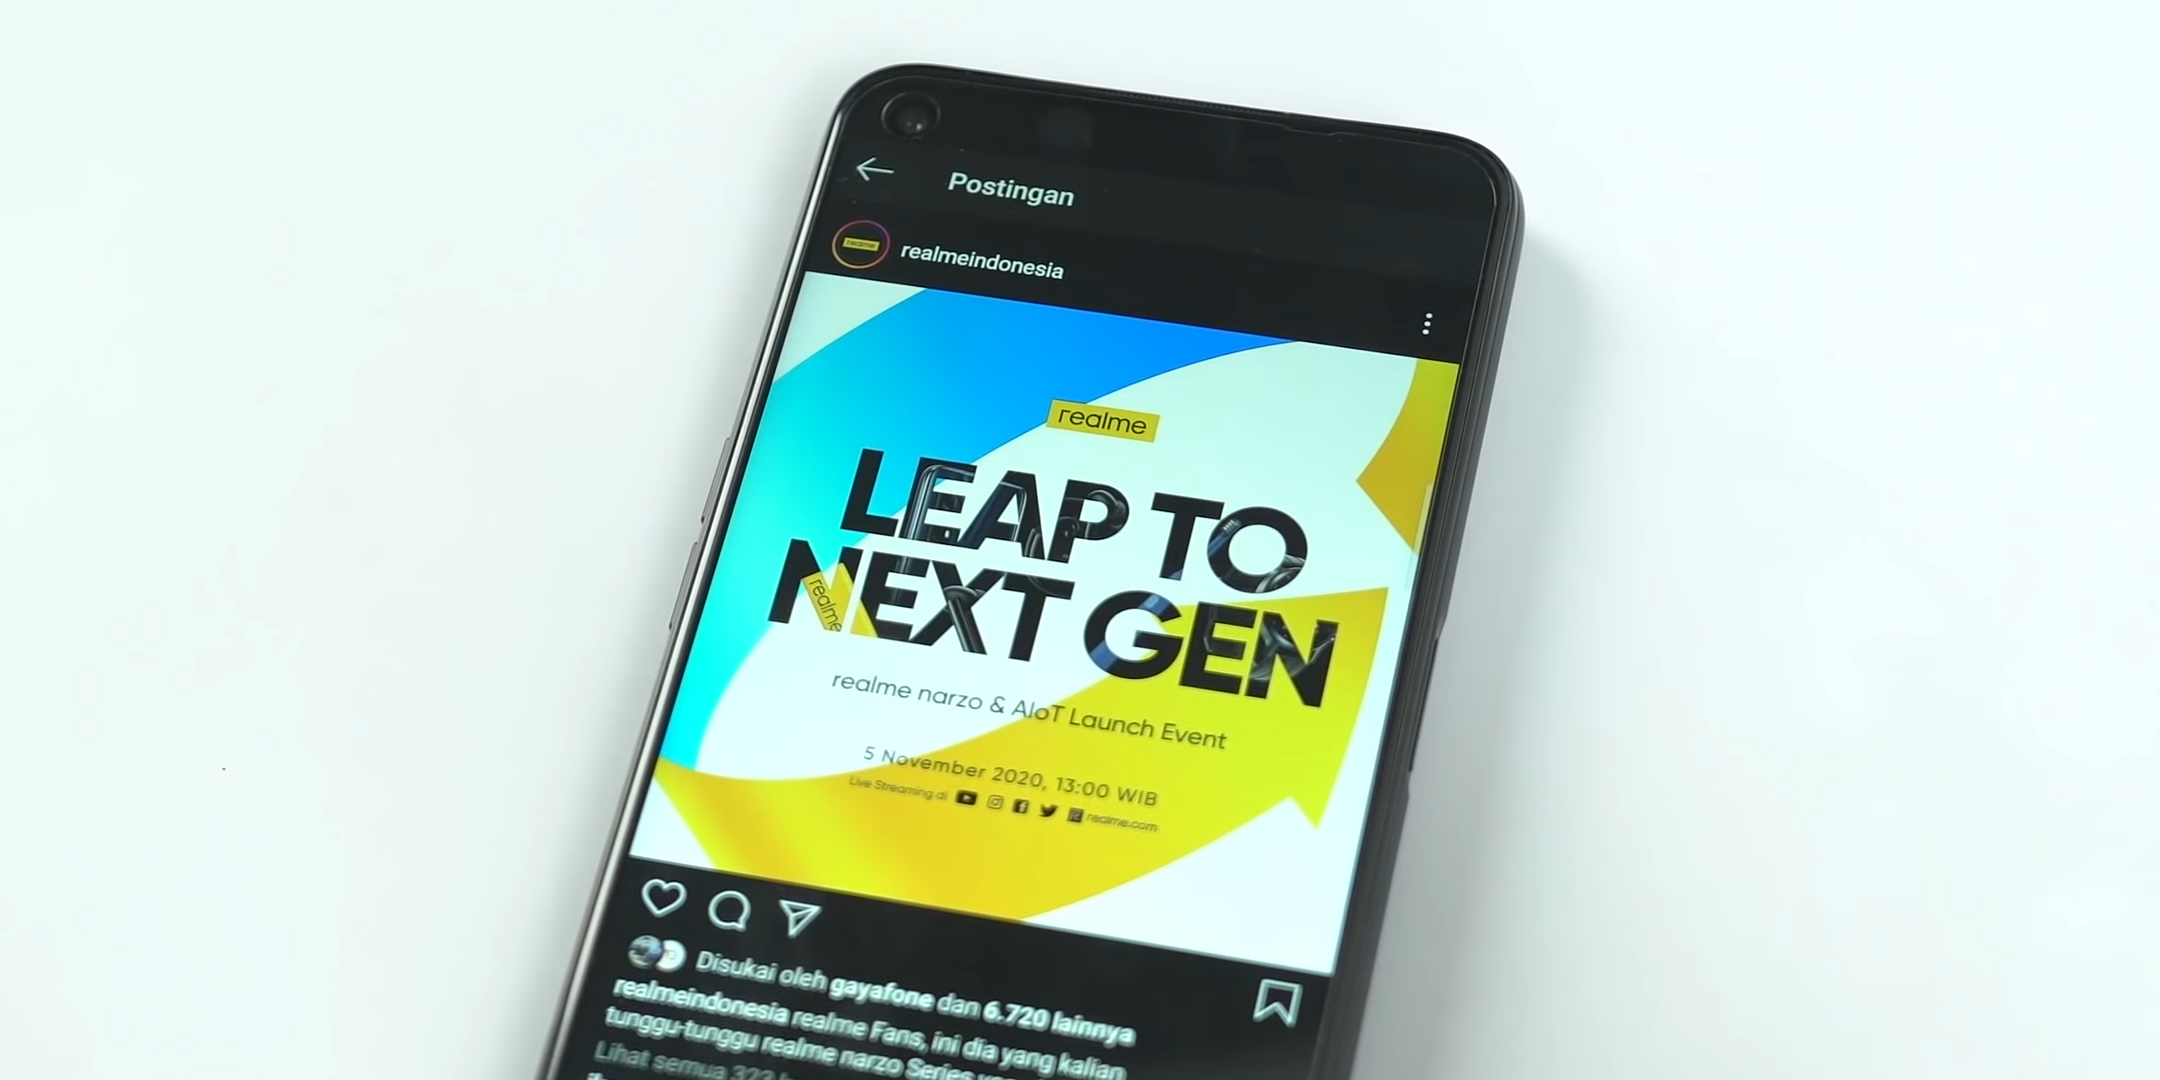 Postingan
realme
realmeindonesia
realme
LEAP TO
NEXT GEN
realme
realme narzo & AIoT Launch Event
5 November 2020, 13:00 WIB
Live Streaming di realme.com
Disukai oleh gayafone dan 6.720 lainnya
realmeindonesia realme Fans, ini dia yang kalian
tunggu-tunggu realme narzo Series
Lihat semua 322